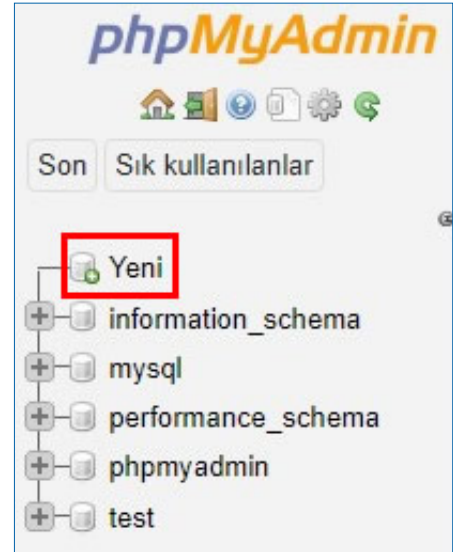 phpMyAdmin
Son Sık kullanılanlar
Yeni
information_schema
mysql
performance_schema
phpmyadmin
test